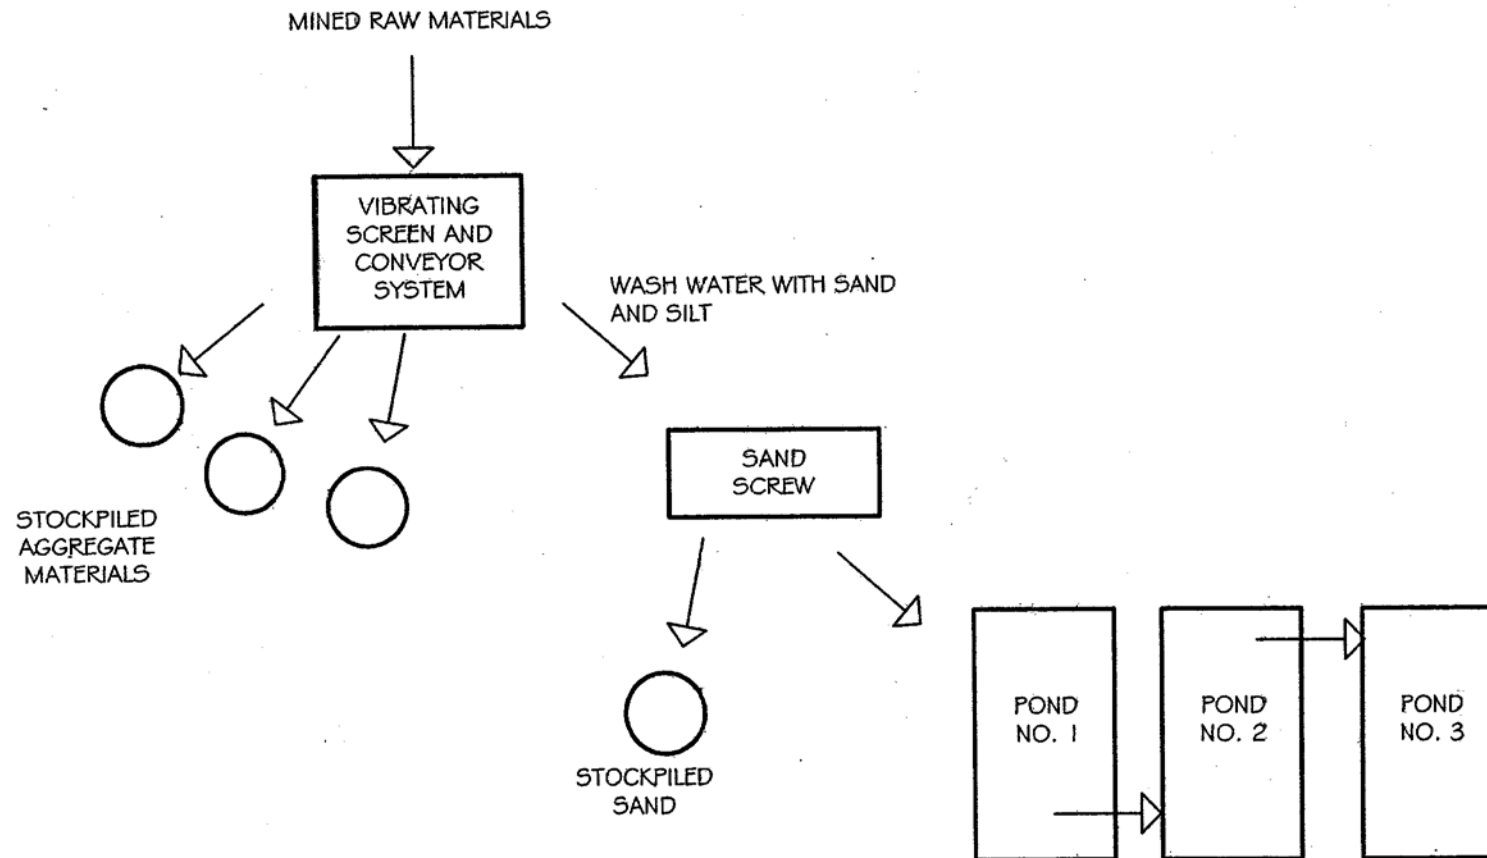 MINED RAW MATERIALS
VIBRATING
SCREEN AND
CONVEYOR
SYSTEM
WASH WATER WITH SAND
AND SILT
SAND
SCREW
STOCKPILED
AGGREGATE
MATERIALS
STOCKPILED
SAND
POND
NO. 1
POND
NO. 2
POND
NO. 3